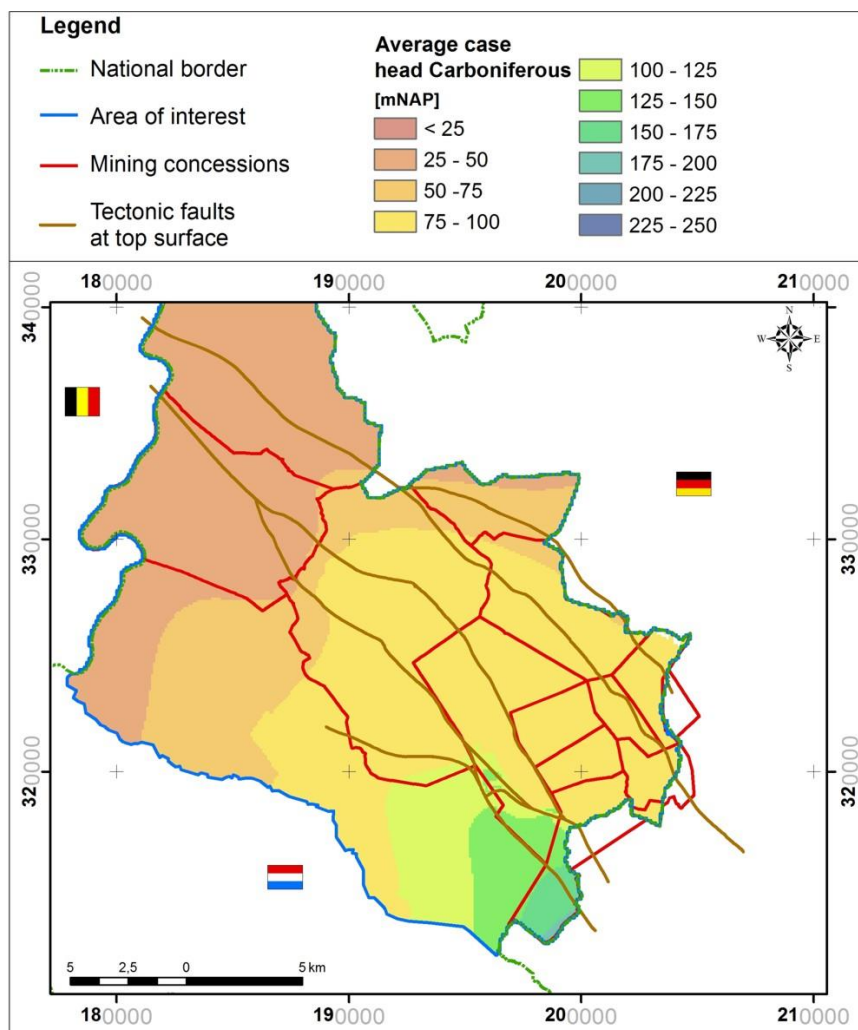 Legend
National border
Area of interest
Mining concessions
Tectonic faults
at top surface
Average case
head Carboniferous
[mNAP]
< 25
25 - 50
50 -75
75 - 100
100 - 125
125 - 150
150 - 175
175 - 200
200 - 225
225 - 250
180000 190000 200000 210000
340000
330000 330000
320000 320000
N
W E
S
5 2,5 0 5 km
180000 190000 200000 210000